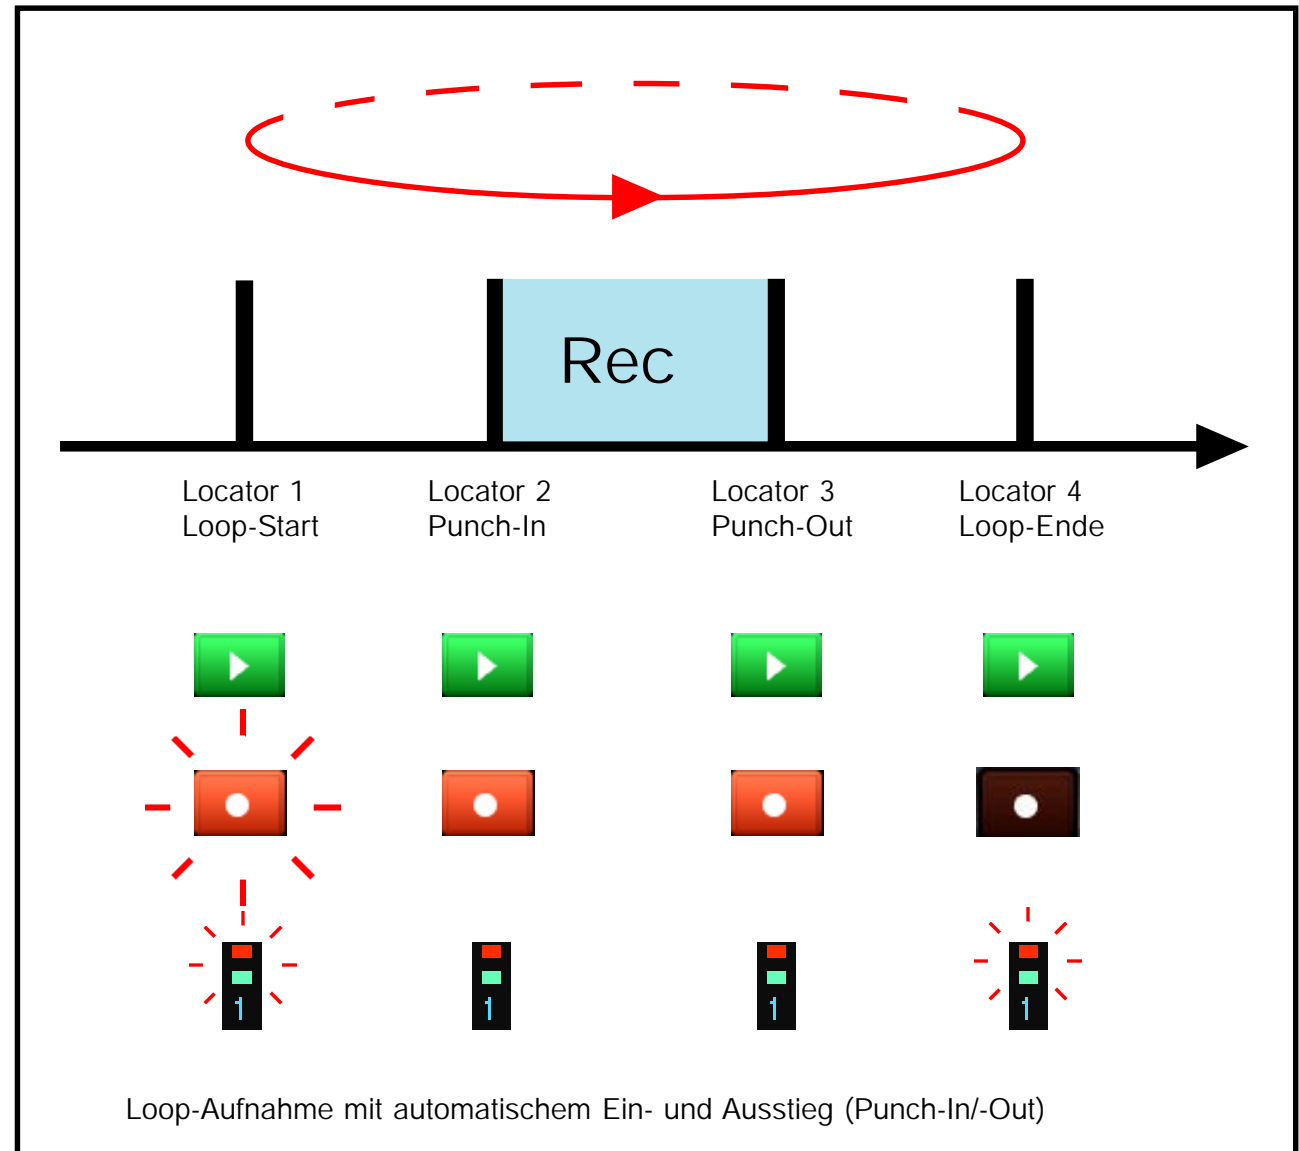 Rec
Locator 1
Loop-Start
Locator 2
Punch-In
Locator 3
Punch-Out
Locator 4
Loop-Ende
1
1
1
1
Loop-Aufnahme mit automatischem Ein- und Ausstieg (Punch-In/-Out)